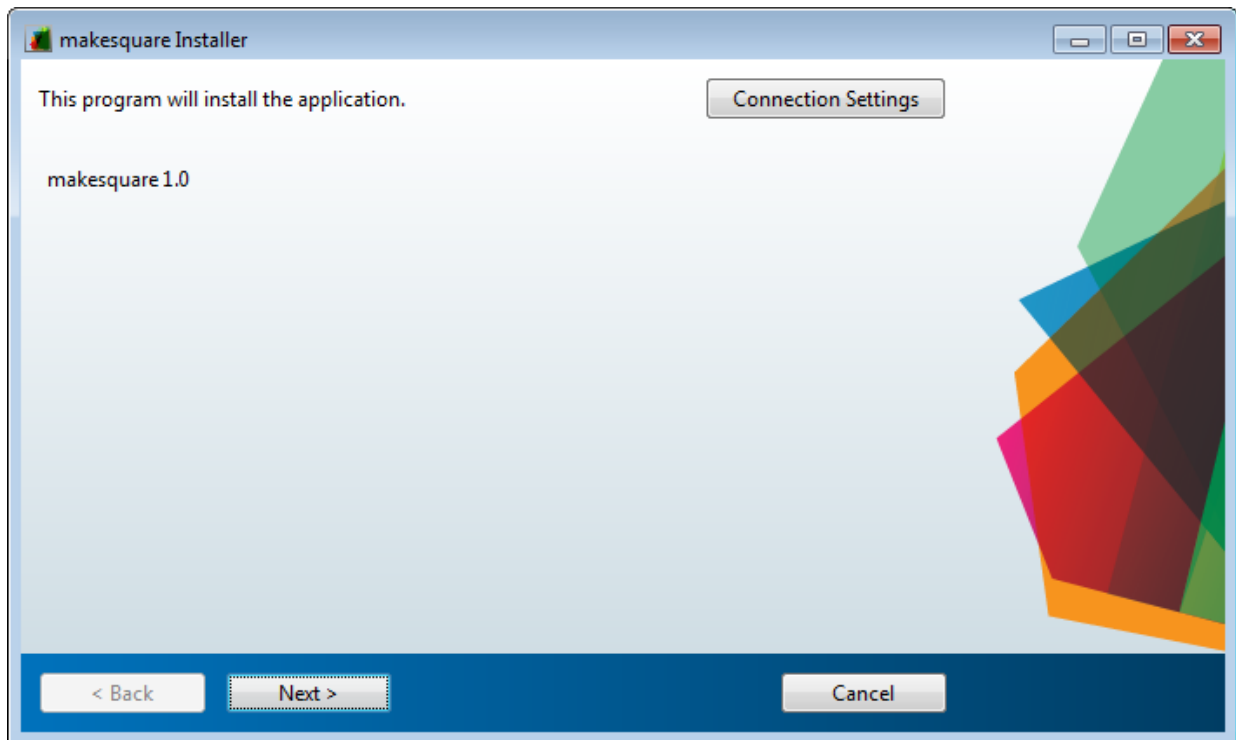 makesquare Installer
This program will install the application.
Connection Settings
makesquare 1.0
< Back
Next >
Cancel